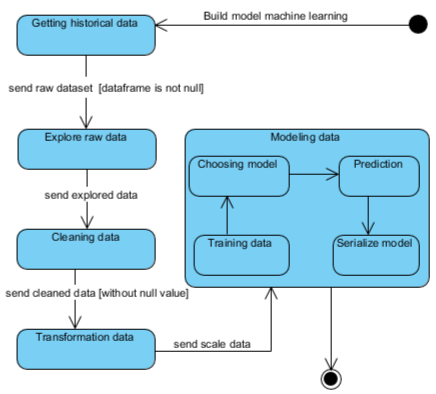 Build model machine learning
Getting historical data
send raw dataset [dataframe is not null]
Explore raw data
send explored data
Cleaning data
send cleaned data [without null value]
Transformation data
send scale data
Modeling data
Choosing model
Prediction
Training data
Serialize model